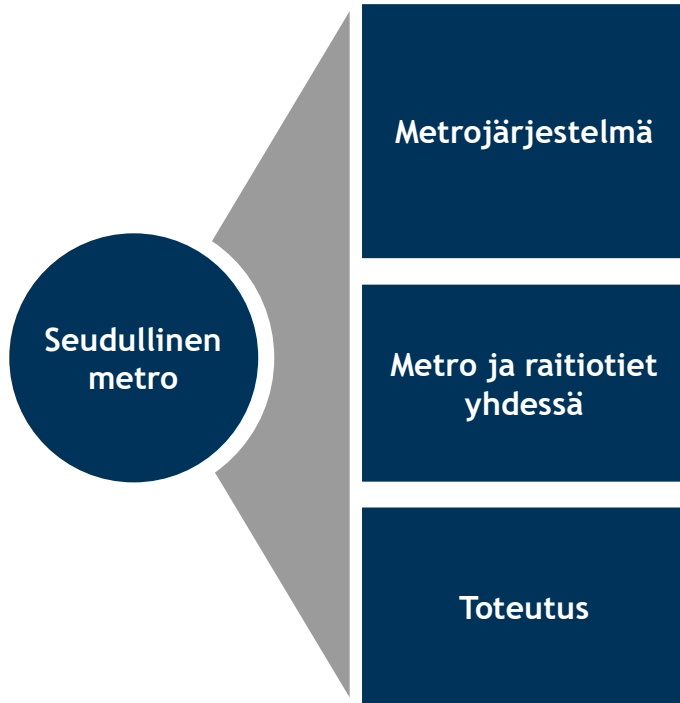 Metrojärjestelmä
Seudullinen
metro
Metro ja raitiotiet
yhdessä
Toteutus